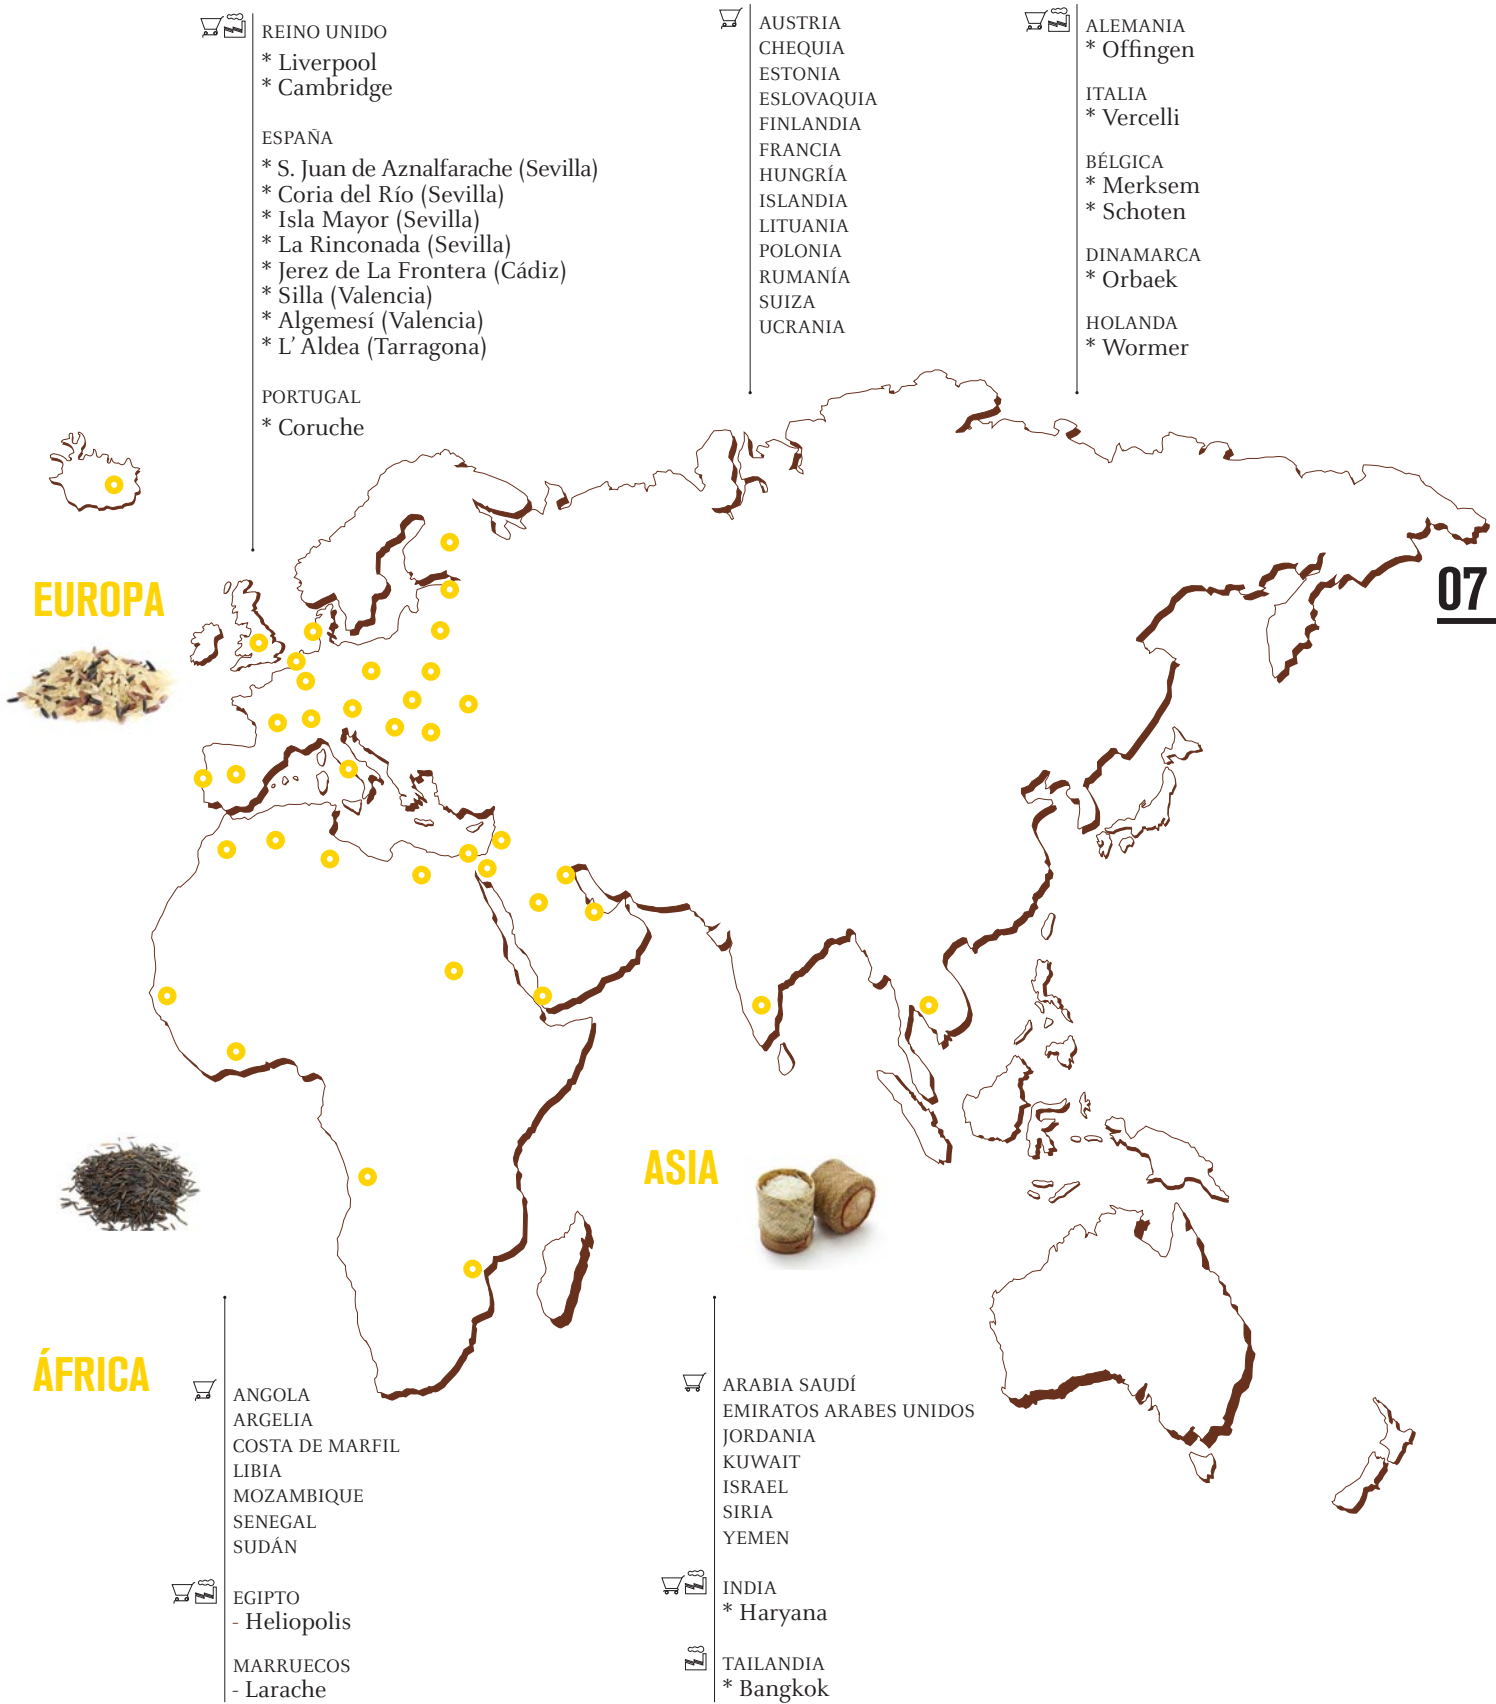 REINO UNIDO
* Liverpool
* Cambridge
ESPAÑA
* S. Juan de Aznalfarache (Sevilla)
* Coria del Río (Sevilla)
* Isla Mayor (Sevilla)
* La Rinconada (Sevilla)
* Jerez de La Frontera (Cádiz)
* Silla (Valencia)
* Algemesí (Valencia)
* L' Aldea (Tarragona)
PORTUGAL
* Coruche
AUSTRIA
CHEQUIA
ESTONIA
ESLOVAQUIA
FINLANDIA
FRANCIA
HUNGRÍA
ISLANDIA
LITUANIA
POLONIA
RUMANÍA
SUIZA
UCRANIA
ALEMANIA
* Offingen
ITALIA
* Vercelli
BÉLGICA
* Merksem
* Schoten
DINAMARCA
* Orbaek
HOLANDA
* Wormer
EUROPA
07
ASIA
ÁFRICA
ANGOLA
ARGELIA
COSTA DE MARFIL
LIBIA
MOZAMBIQUE
SENEGAL
SUDÁN
EGIPTO
- Heliopolis
MARRUECOS
- Larache
ARABIA SAUDÍ
EMIRATOS ARABES UNIDOS
JORDANIA
KUWAIT
ISRAEL
SIRIA
YEMEN
INDIA
* Haryana
TAILANDIA
* Bangkok